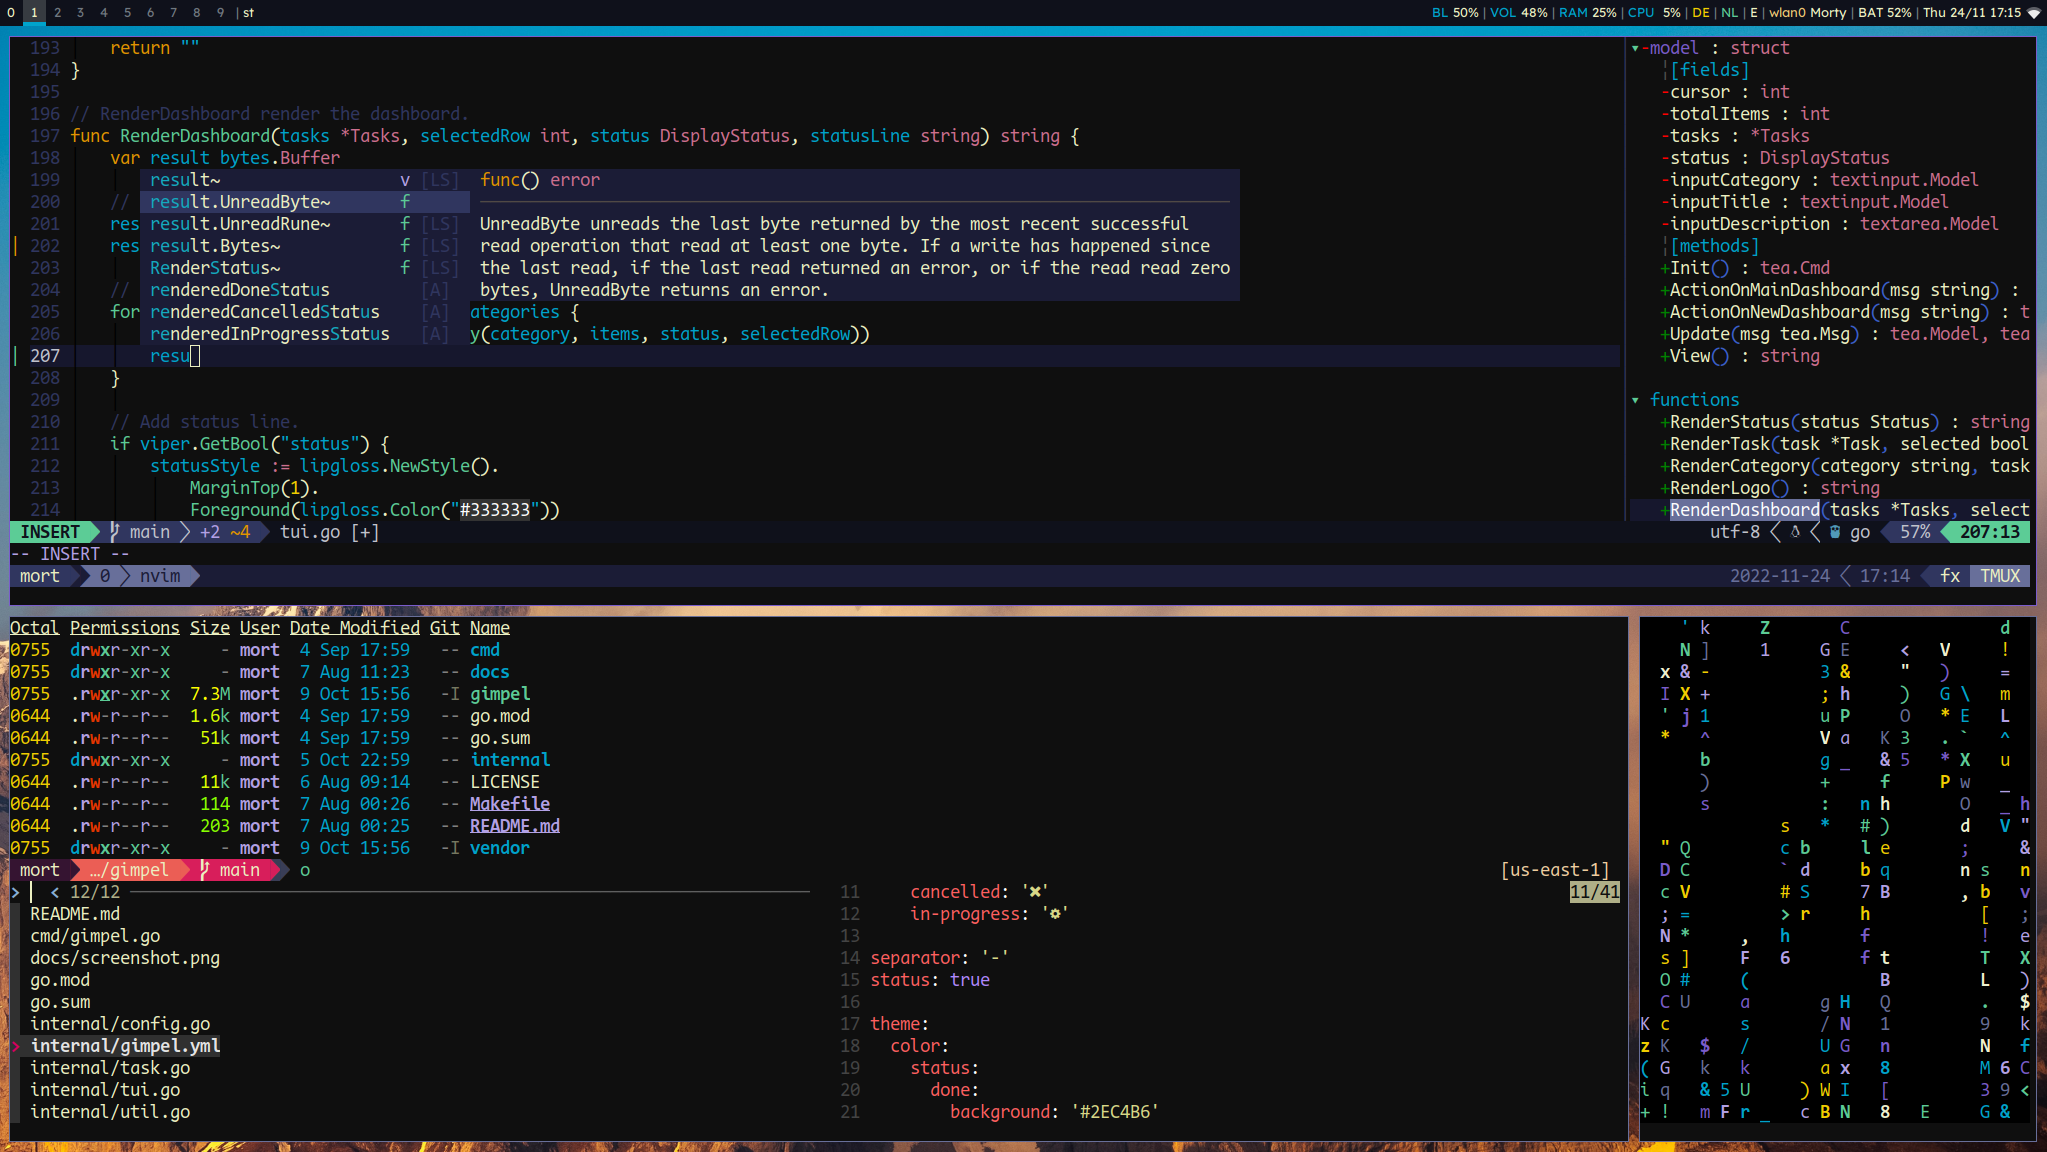 0 1 2 3 4 5 6 7 8 9 | st
BL 50% | VOL 48% | RAM 25% | CPU 5% | DE | NL | E | wlan0 Morty | BAT 52% | Thu 24/11 17:15
193 return ""
194 }
195
196 // RenderDashboard render the dashboard.
197 func RenderDashboard(tasks *Tasks, selectedRow int, status DisplayStatus, statusLine string) string {
198 var result bytes.Buffer
199 result~ v [LS] func() error
200 // result.UnreadByte~ f
201 res result.UnreadRune~ f [LS] UnreadByte unreads the last byte returned by the most recent successful
202 res result.Bytes~ f [LS] read operation that read at least one byte. If a write has happened since
203 RenderStatus~ f [LS] the last read, if the last read returned an error, or if the read read zero
204 // renderedDoneStatus [A] bytes, UnreadByte returns an error.
205 for renderedCancelledStatus [A] ategories {
206 renderedInProgressStatus [A] y(category, items, status, selectedRow))
207 resu
208 }
209
210 // Add status line.
211 if viper.GetBool("status") {
212 statusStyle := lipgloss.NewStyle().
213 MarginTop(1).
214 Foreground(lipgloss.Color("#333333"))
INSERT main +2 ~4 tui.go [+] utf-8 go 57% 207:13
-- INSERT --
mort 0 nvim 2022-11-24 17:14 fx TMUX
▾-model : struct
¦[fields]
-cursor : int
-totalItems : int
-tasks : *Tasks
-status : DisplayStatus
-inputCategory : textinput.Model
-inputTitle : textinput.Model
-inputDescription : textarea.Model
¦[methods]
+Init() : tea.Cmd
+ActionOnMainDashboard(msg string) :
+ActionOnNewDashboard(msg string) : t
+Update(msg tea.Msg) : tea.Model, tea
+View() : string
▾ functions
+RenderStatus(status Status) : string
+RenderTask(task *Task, selected bool
+RenderCategory(category string, task
+RenderLogo() : string
+RenderDashboard(tasks *Tasks, select
Octal Permissions Size User Date Modified Git Name
0755 drwxr-xr-x - mort 4 Sep 17:59 -- cmd
0755 drwxr-xr-x - mort 7 Aug 11:23 -- docs
0755 .rwxr-xr-x 7.3M mort 9 Oct 15:56 -I gimpel
0644 .rw-r--r-- 1.6k mort 4 Sep 17:59 -- go.mod
0644 .rw-r--r-- 51k mort 4 Sep 17:59 -- go.sum
0755 drwxr-xr-x - mort 5 Oct 22:59 -- internal
0644 .rw-r--r-- 11k mort 6 Aug 09:14 -- LICENSE
0644 .rw-r--r-- 114 mort 7 Aug 00:26 -- Makefile
0644 .rw-r--r-- 203 mort 7 Aug 00:25 -- README.md
0755 drwxr-xr-x - mort 9 Oct 15:56 -I vendor
mort …/gimpel main o [us-east-1]
> < 12/12
README.md
cmd/gimpel.go
docs/screenshot.png
go.mod
go.sum
internal/config.go
> internal/gimpel.yml
internal/task.go
internal/tui.go
internal/util.go
11 cancelled: '✖' 11/41
12 in-progress: '⚙'
13
14 separator: '-'
15 status: true
16
17 theme:
18 color:
19 status:
20 done:
21 background: '#2EC4B6'